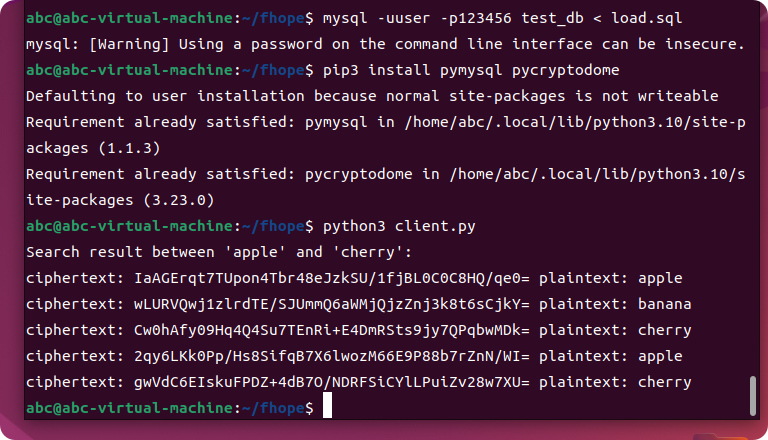 abc@abc-virtual-machine:~/fhope$ mysql -uuser -p123456 test_db < load.sql
mysql: [Warning] Using a password on the command line interface can be insecure.
abc@abc-virtual-machine:~/fhope$ pip3 install pymysql pycryptodome
Defaulting to user installation because normal site-packages is not writeable
Requirement already satisfied: pymysql in /home/abc/.local/lib/python3.10/site-p
ackages (1.1.3)
Requirement already satisfied: pycryptodome in /home/abc/.local/lib/python3.10/s
ite-packages (3.23.0)
abc@abc-virtual-machine:~/fhope$ python3 client.py
Search result between 'apple' and 'cherry':
ciphertext: IaAGErqt7TUpon4Tbr48eJzkSU/1fjBL0C0C8HQ/qe0= plaintext: apple
ciphertext: wLURVQwj1zlrdTE/SJUmmQ6aWMjQjzZnj3k8t6sCjkY= plaintext: banana
ciphertext: Cw0hAfy09Hq4Q4Su7TEnRi+E4DmRSts9jy7QPqbwMDk= plaintext: cherry
ciphertext: 2qy6LKk0Pp/Hs8SifqB7X6lwozM66E9P88b7rZnN/WI= plaintext: apple
ciphertext: gwVdC6EIskuFPDZ+4dB7O/NDRFSiCYlLPuiZv28w7XU= plaintext: cherry
abc@abc-virtual-machine:~/fhope$